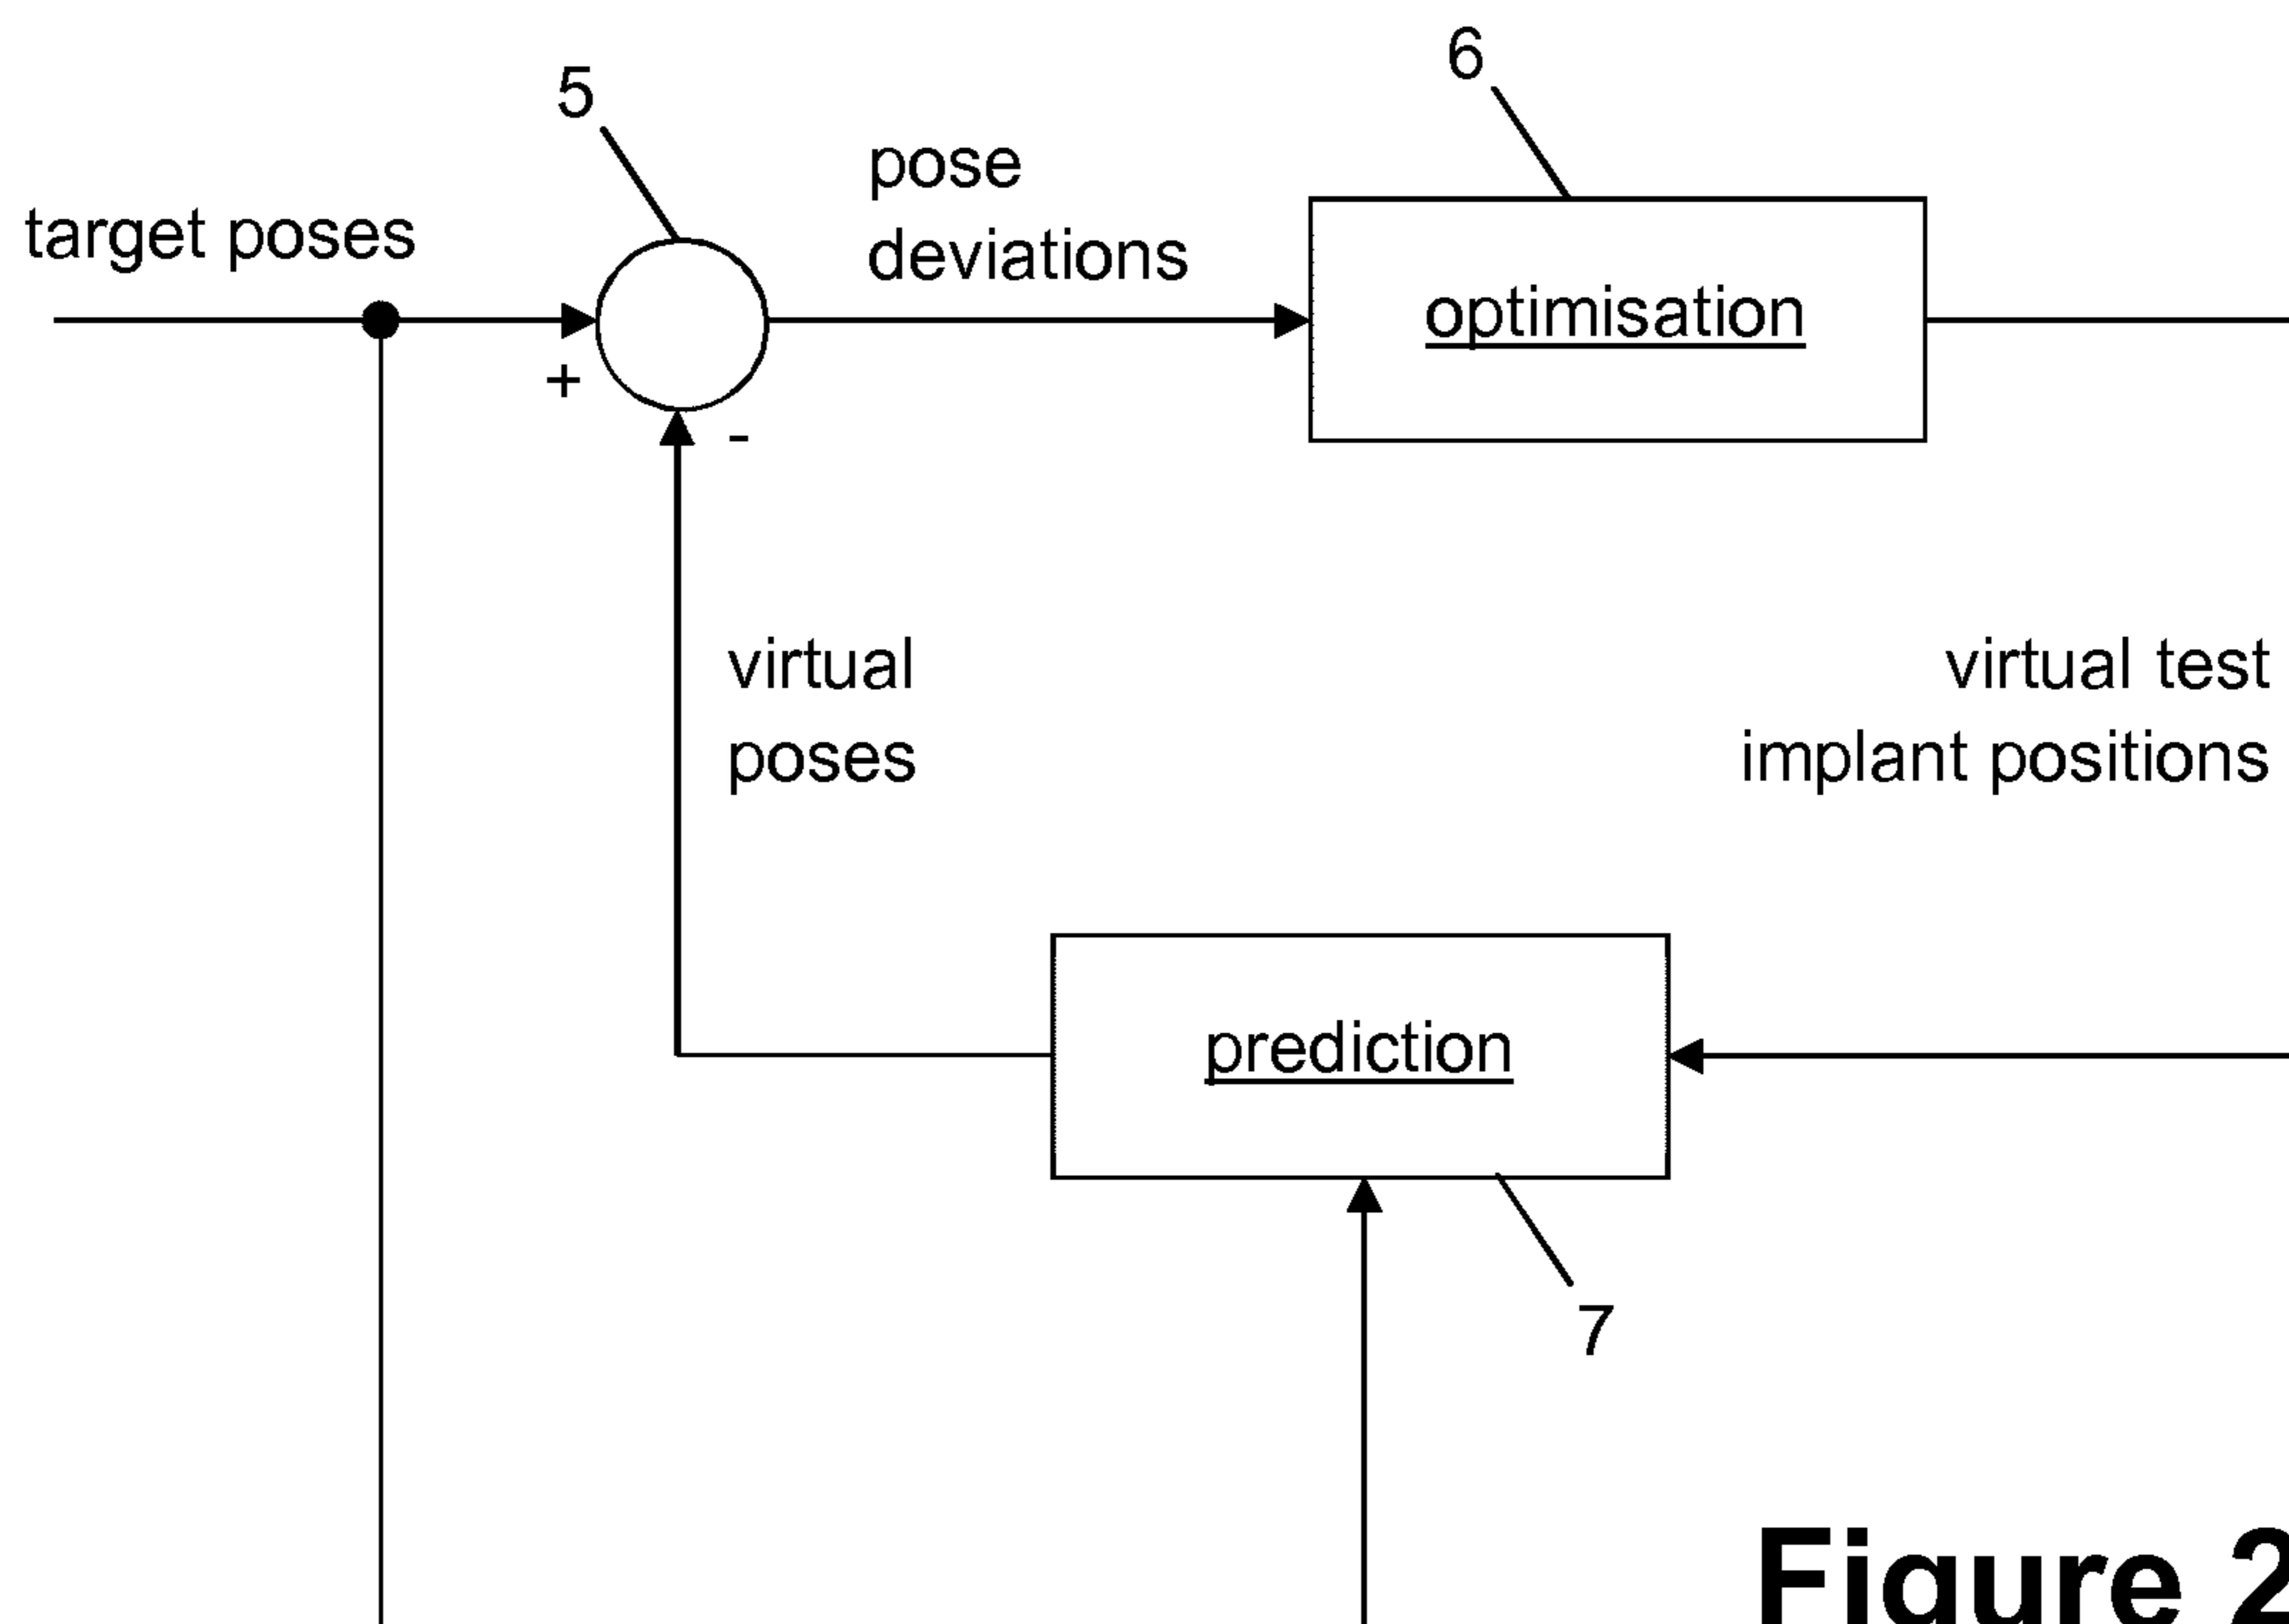 5
6
pose
deviations
target poses
optimisation
+
-
virtual
poses
virtual test
implant positions
prediction
7
Figure 2